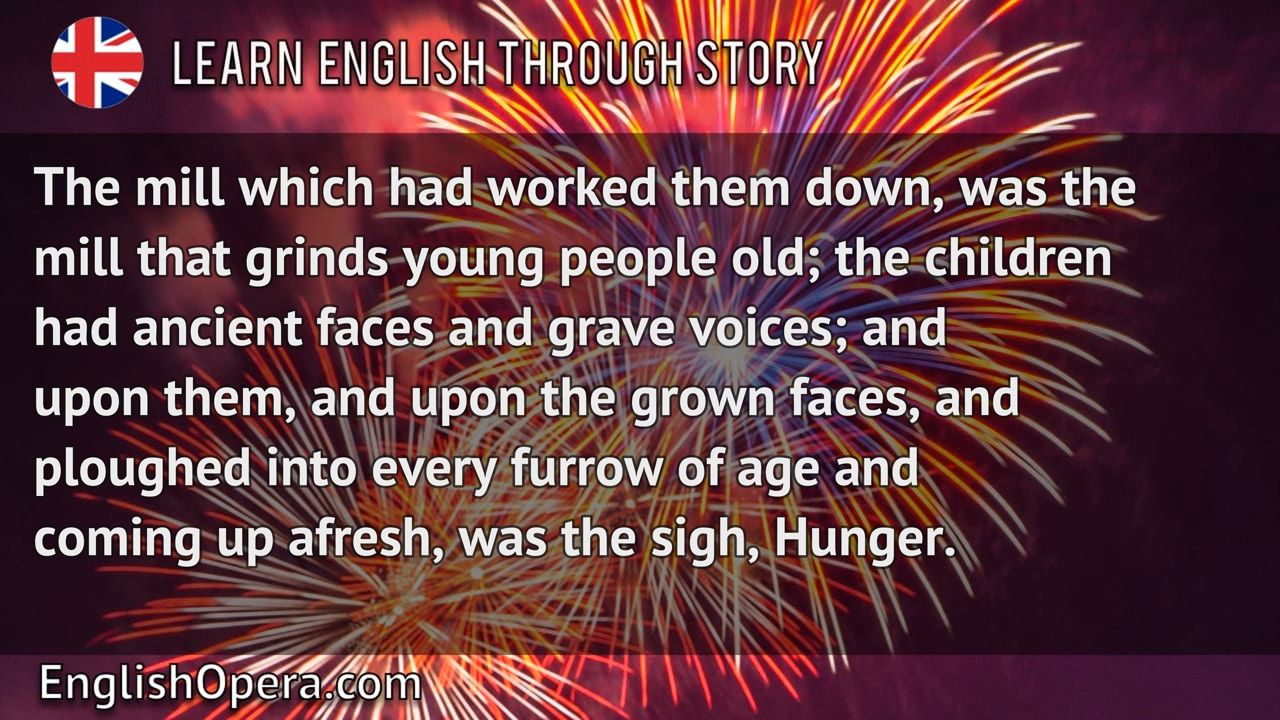 LEARN ENGLISH THROUGH STORY
The mill which had worked them down, was the
mill that grinds young people old; the children
had ancient faces and grave voices; and
upon them, and upon the grown faces, and
ploughed into every furrow of age and
coming up afresh, was the sigh, Hunger.
EnglishOpera.com